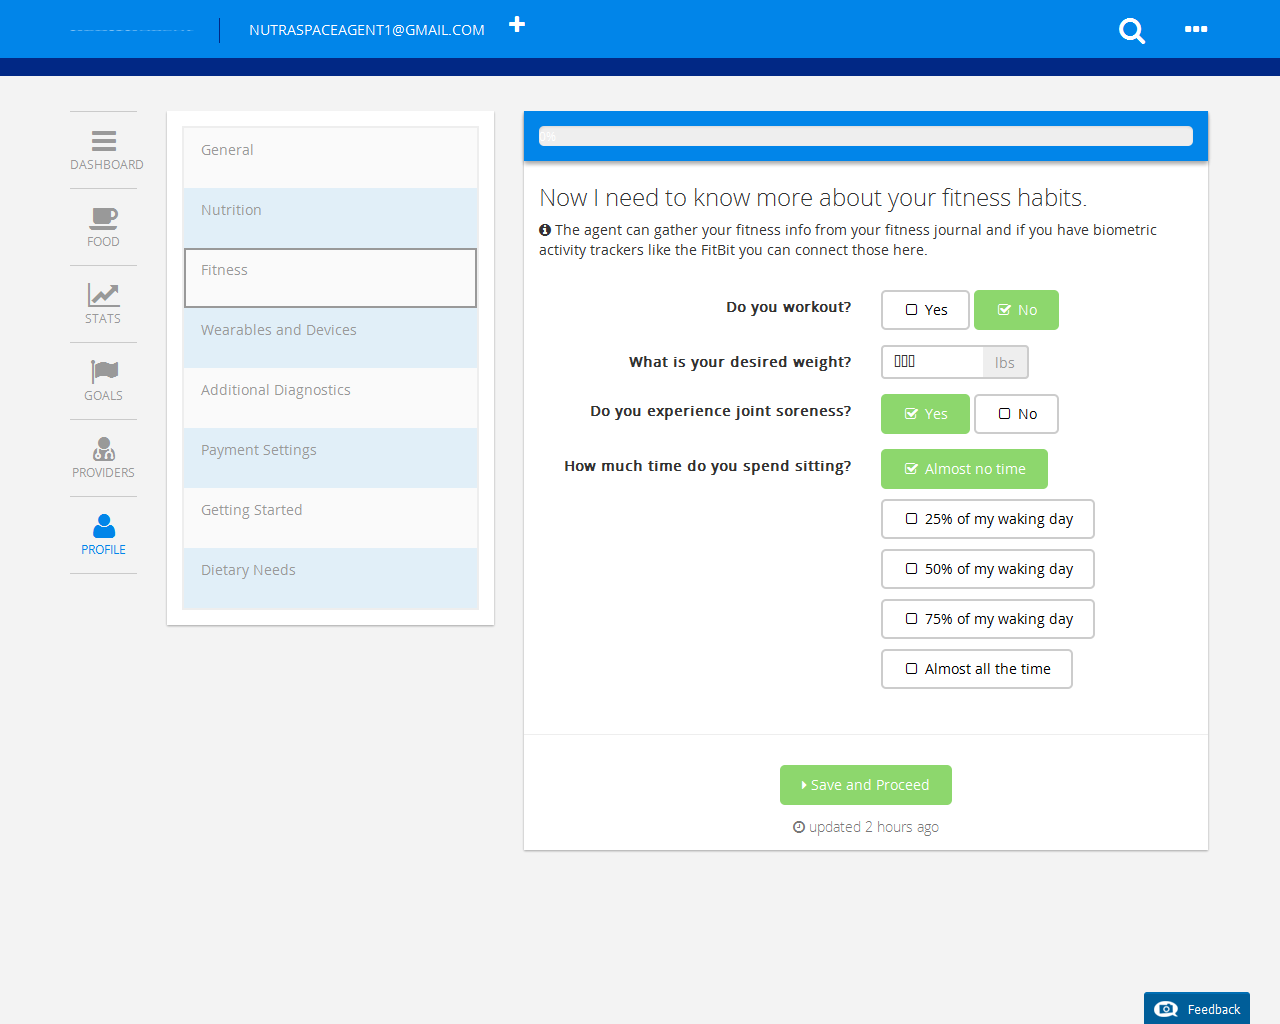 NUTRASPACEAGENT1@GMAIL.COM
DASHBOARD
FOOD
STATS
GOALS
PROVIDERS
PROFILE
General
Nutrition
Fitness
Wearables and Devices
Additional Diagnostics
Payment Settings
Getting Started
Dietary Needs
0%
Now I need to know more about your fitness habits.
The agent can gather your fitness info from your fitness journal and if you have biometric
activity trackers like the FitBit you can connect those here.
Do you workout? Yes No
What is your desired weight? lbs
Do you experience joint soreness? Yes No
How much time do you spend sitting? Almost no time
25% of my waking day
50% of my waking day
75% of my waking day
Almost all the time
Save and Proceed
updated 2 hours ago
Feedback